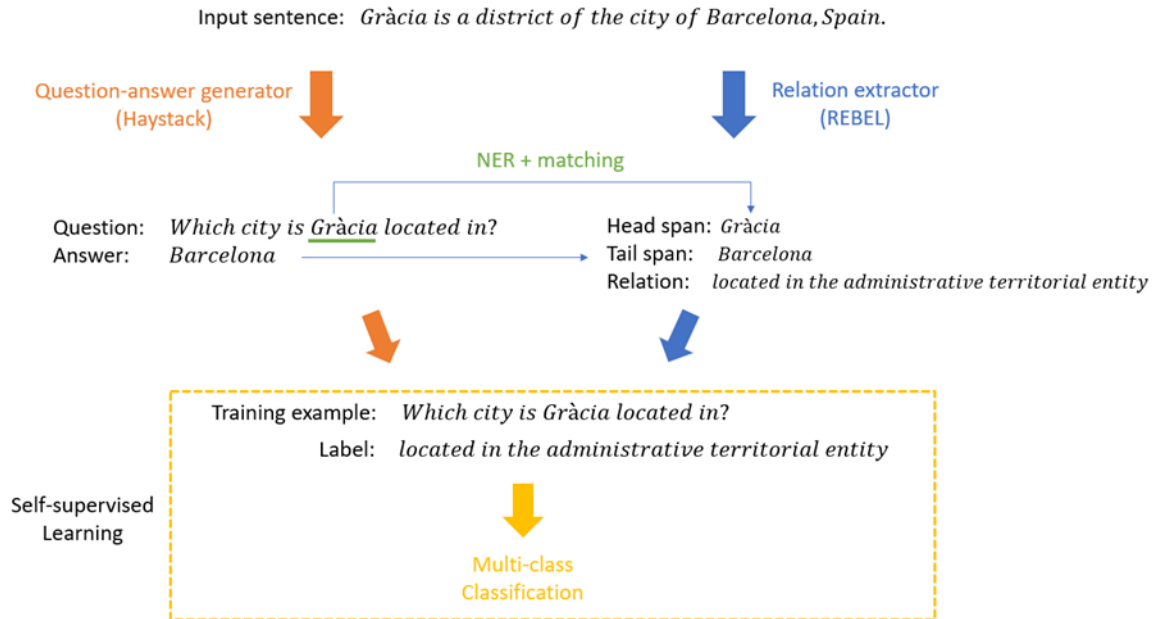 Input sentence: Gràcia is a district of the city of Barcelona, Spain.
Question-answer generator
(Haystack)
Relation extractor
(REBEL)
NER + matching
Question: Which city is Gràcia located in?
Answer: Barcelona
Head span: Gràcia
Tail span: Barcelona
Relation: located in the administrative territorial entity
Training example: Which city is Gràcia located in?
Label: located in the administrative territorial entity
Self-supervised
Learning
Multi-class
Classification